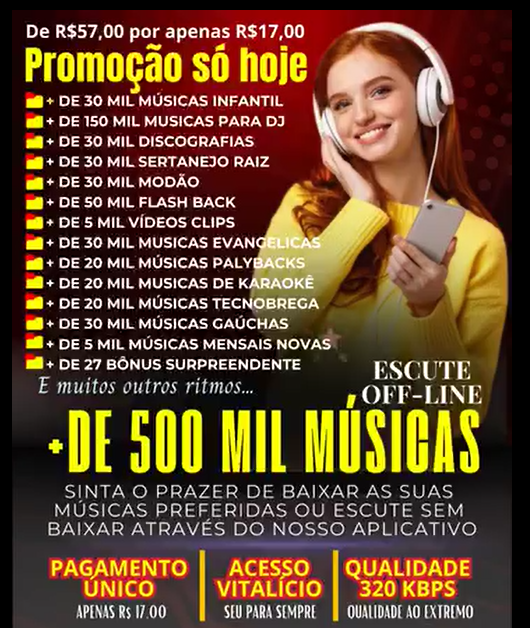 De R$57,00 por apenas R$17,00
Promoção só hoje
+ DE 30 MIL MÚSICAS INFANTIL
+ DE 150 MIL MUSICAS PARA DJ
+ DE 30 MIL DISCOGRAFIAS
+ DE 30 MIL SERTANEJO RAIZ
+ DE 30 MIL MODÃO
+ DE 50 MIL FLASH BACK
+ DE 5 MIL VÍDEOS CLIPS
+ DE 30 MIL MUSICAS EVANGELICAS
+ DE 20 MIL MÚSICAS PALYBACKS
+ DE 20 MIL MUSICAS DE KARAOKÊ
+ DE 20 MIL MÚSICAS TECNOBREGA
+ DE 30 MIL MÚSICAS GAÚCHAS
+ DE 5 MIL MÚSICAS MENSAIS NOVAS
+ DE 27 BÔNUS SURPREENDENTE
E muitos outros ritmos...
ESCUTE
OFF-LINE
+DE 500 MIL MÚSICAS
SINTA O PRAZER DE BAIXAR AS SUAS
MÚSICAS PREFERIDAS OU ESCUTE SEM
BAIXAR ATRAVÉS DO NOSSO APLICATIVO
PAGAMENTO
ÚNICO
APENAS R$ 17.00
ACESSO
VITALÍCIO
SEU PARA SEMPRE
QUALIDADE
320 KBPS
QUALIDADE AO EXTREMO